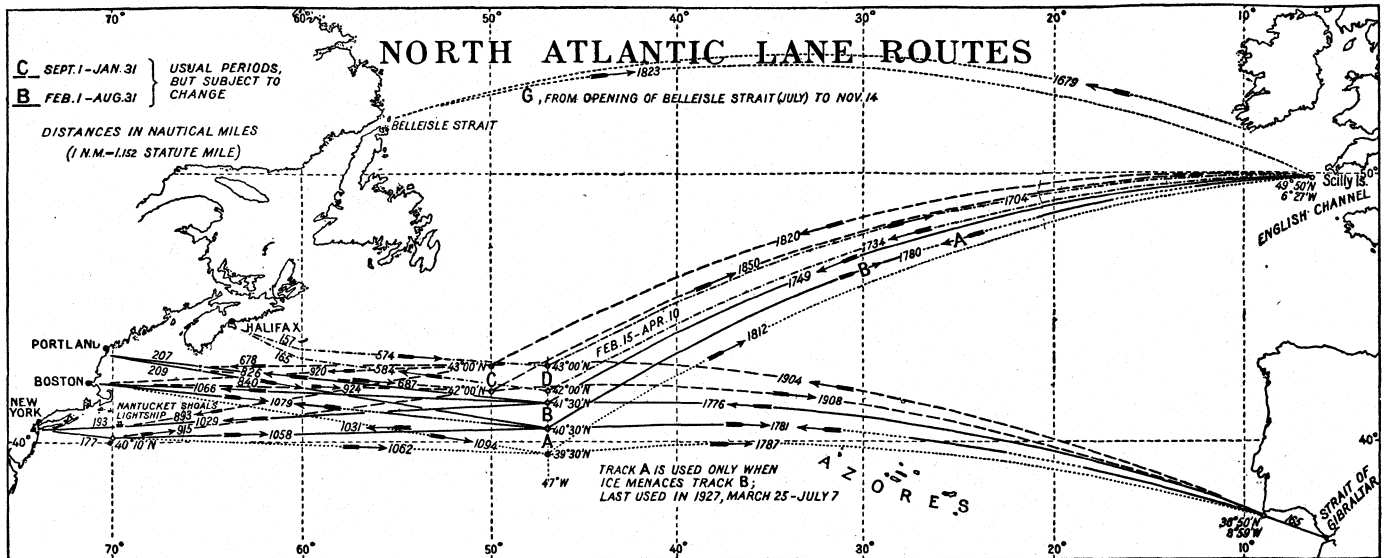 70° 60° 50° 40° 30° 20° 10°
NORTH ATLANTIC LANE ROUTES
C SEPT. 1-JAN. 31
B FEB. 1-AUG. 31
USUAL PERIODS,
BUT SUBJECT TO
CHANGE
DISTANCES IN NAUTICAL MILES
(1 N.M.=1.152 STATUTE MILE)
1823
1679
G, FROM OPENING OF BELLEISLE STRAIT (JULY) TO NOV. 14
BELLEISLE STRAIT
50°
49°50'N
6°27'W
Scilly Is.
ENGLISH CHANNEL
1704
1820
1734
A
1850
B
1780
1749
FEB. 15-APR. 10
1812
HALIFAX
157
165
574
PORTLAND
207
209
678
826
840
920
584
687
924
43°00'N
43°00'N
C
D
42°00'N
42°00'N
BOSTON
1066
1079
B
41°30'N
1904
1908
1776
NEW
YORK
NANTUCKET SHOALS
LIGHTSHIP
893
193
915
1029
1031
1058
40°30'N
A
1781
40°
177
40°10'N
1062
1094
39°30'N
1787
40°
47°W
TRACK A IS USED ONLY WHEN
ICE MENACES TRACK B;
LAST USED IN 1927, MARCH 25-JULY 7
AZORES
36°50'N
8°59'W
165
STRAIT OF
GIBRALTAR
70° 60° 50° 40° 30° 20° 10°